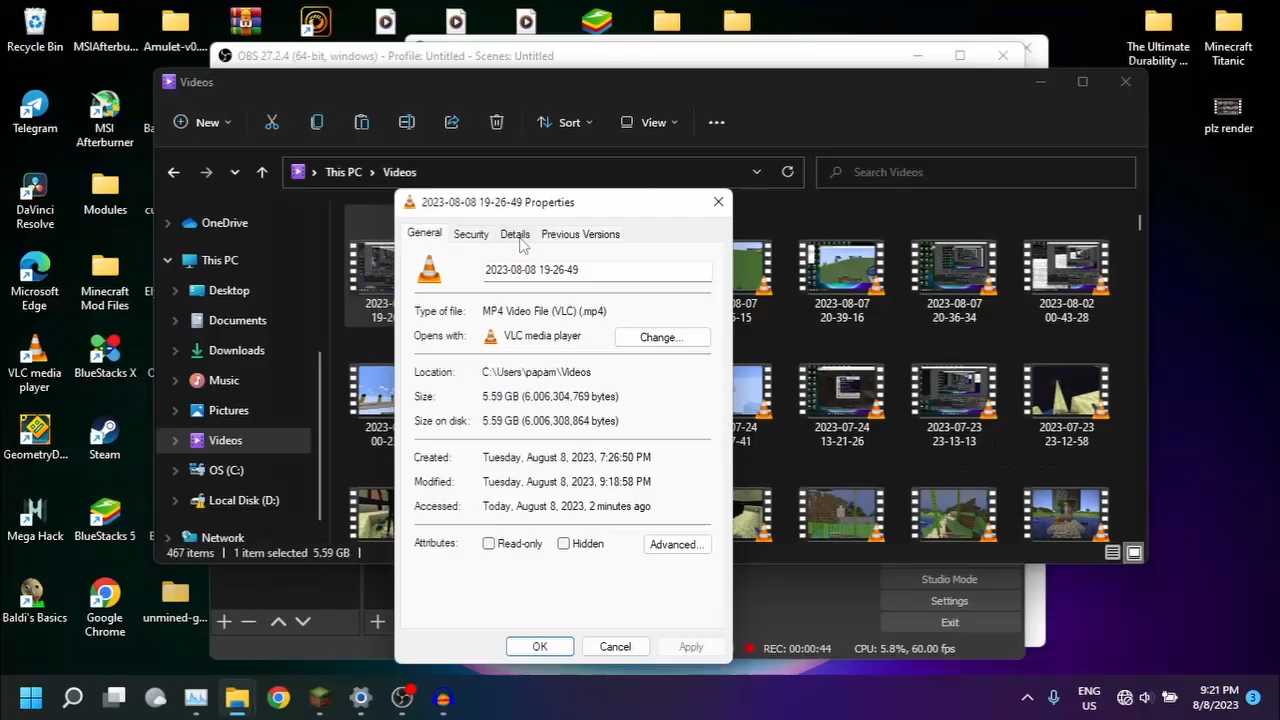 Recycle Bin
MSIAfterbu...
Amulet-v0....
The Ultimate
Durability ...
Minecraft
Titanic
OBS 27.2.4 (64-bit, windows) - Profile: Untitled - Scenes: Untitled
Videos
Telegram
MSI
Afterburner
plz render
New
Sort
View
This PC
Videos
Search Videos
DaVinci
Resolve
Modules
OneDrive
This PC
Desktop
Documents
Downloads
Music
Pictures
Videos
OS (C:)
Local Disk (D:)
Network
467 items
1 item selected 5.59 GB
Microsoft
Edge
Minecraft
Mod Files
VLC media
player
BlueStacks X
GeometryD...
Steam
Mega Hack
BlueStacks 5
Baldi's Basics
Google
Chrome
unmined-g...
2023-08-08 19-26-49 Properties
General
Security
Details
Previous Versions
2023-08-08 19-26-49
Type of file:
MP4 Video File (VLC) (.mp4)
Opens with:
VLC media player
Change...
Location:
C:\Users\papam\Videos
Size:
5.59 GB (6,006,304,769 bytes)
Size on disk:
5.59 GB (6,006,308,864 bytes)
Created:
Tuesday, August 8, 2023, 7:26:50 PM
Modified:
Tuesday, August 8, 2023, 9:18:58 PM
Accessed:
Today, August 8, 2023, 2 minutes ago
Attributes:
Read-only
Hidden
Advanced...
OK
Cancel
Apply
2023-08-07
20-39-16
2023-08-07
20-36-34
2023-08-02
00-43-28
2023-07-24
13-21-26
2023-07-23
23-13-13
2023-07-23
23-12-58
Studio Mode
Settings
Exit
REC: 00:00:44
CPU: 5.8%, 60.00 fps
ENG
US
9:21 PM
8/8/2023
3